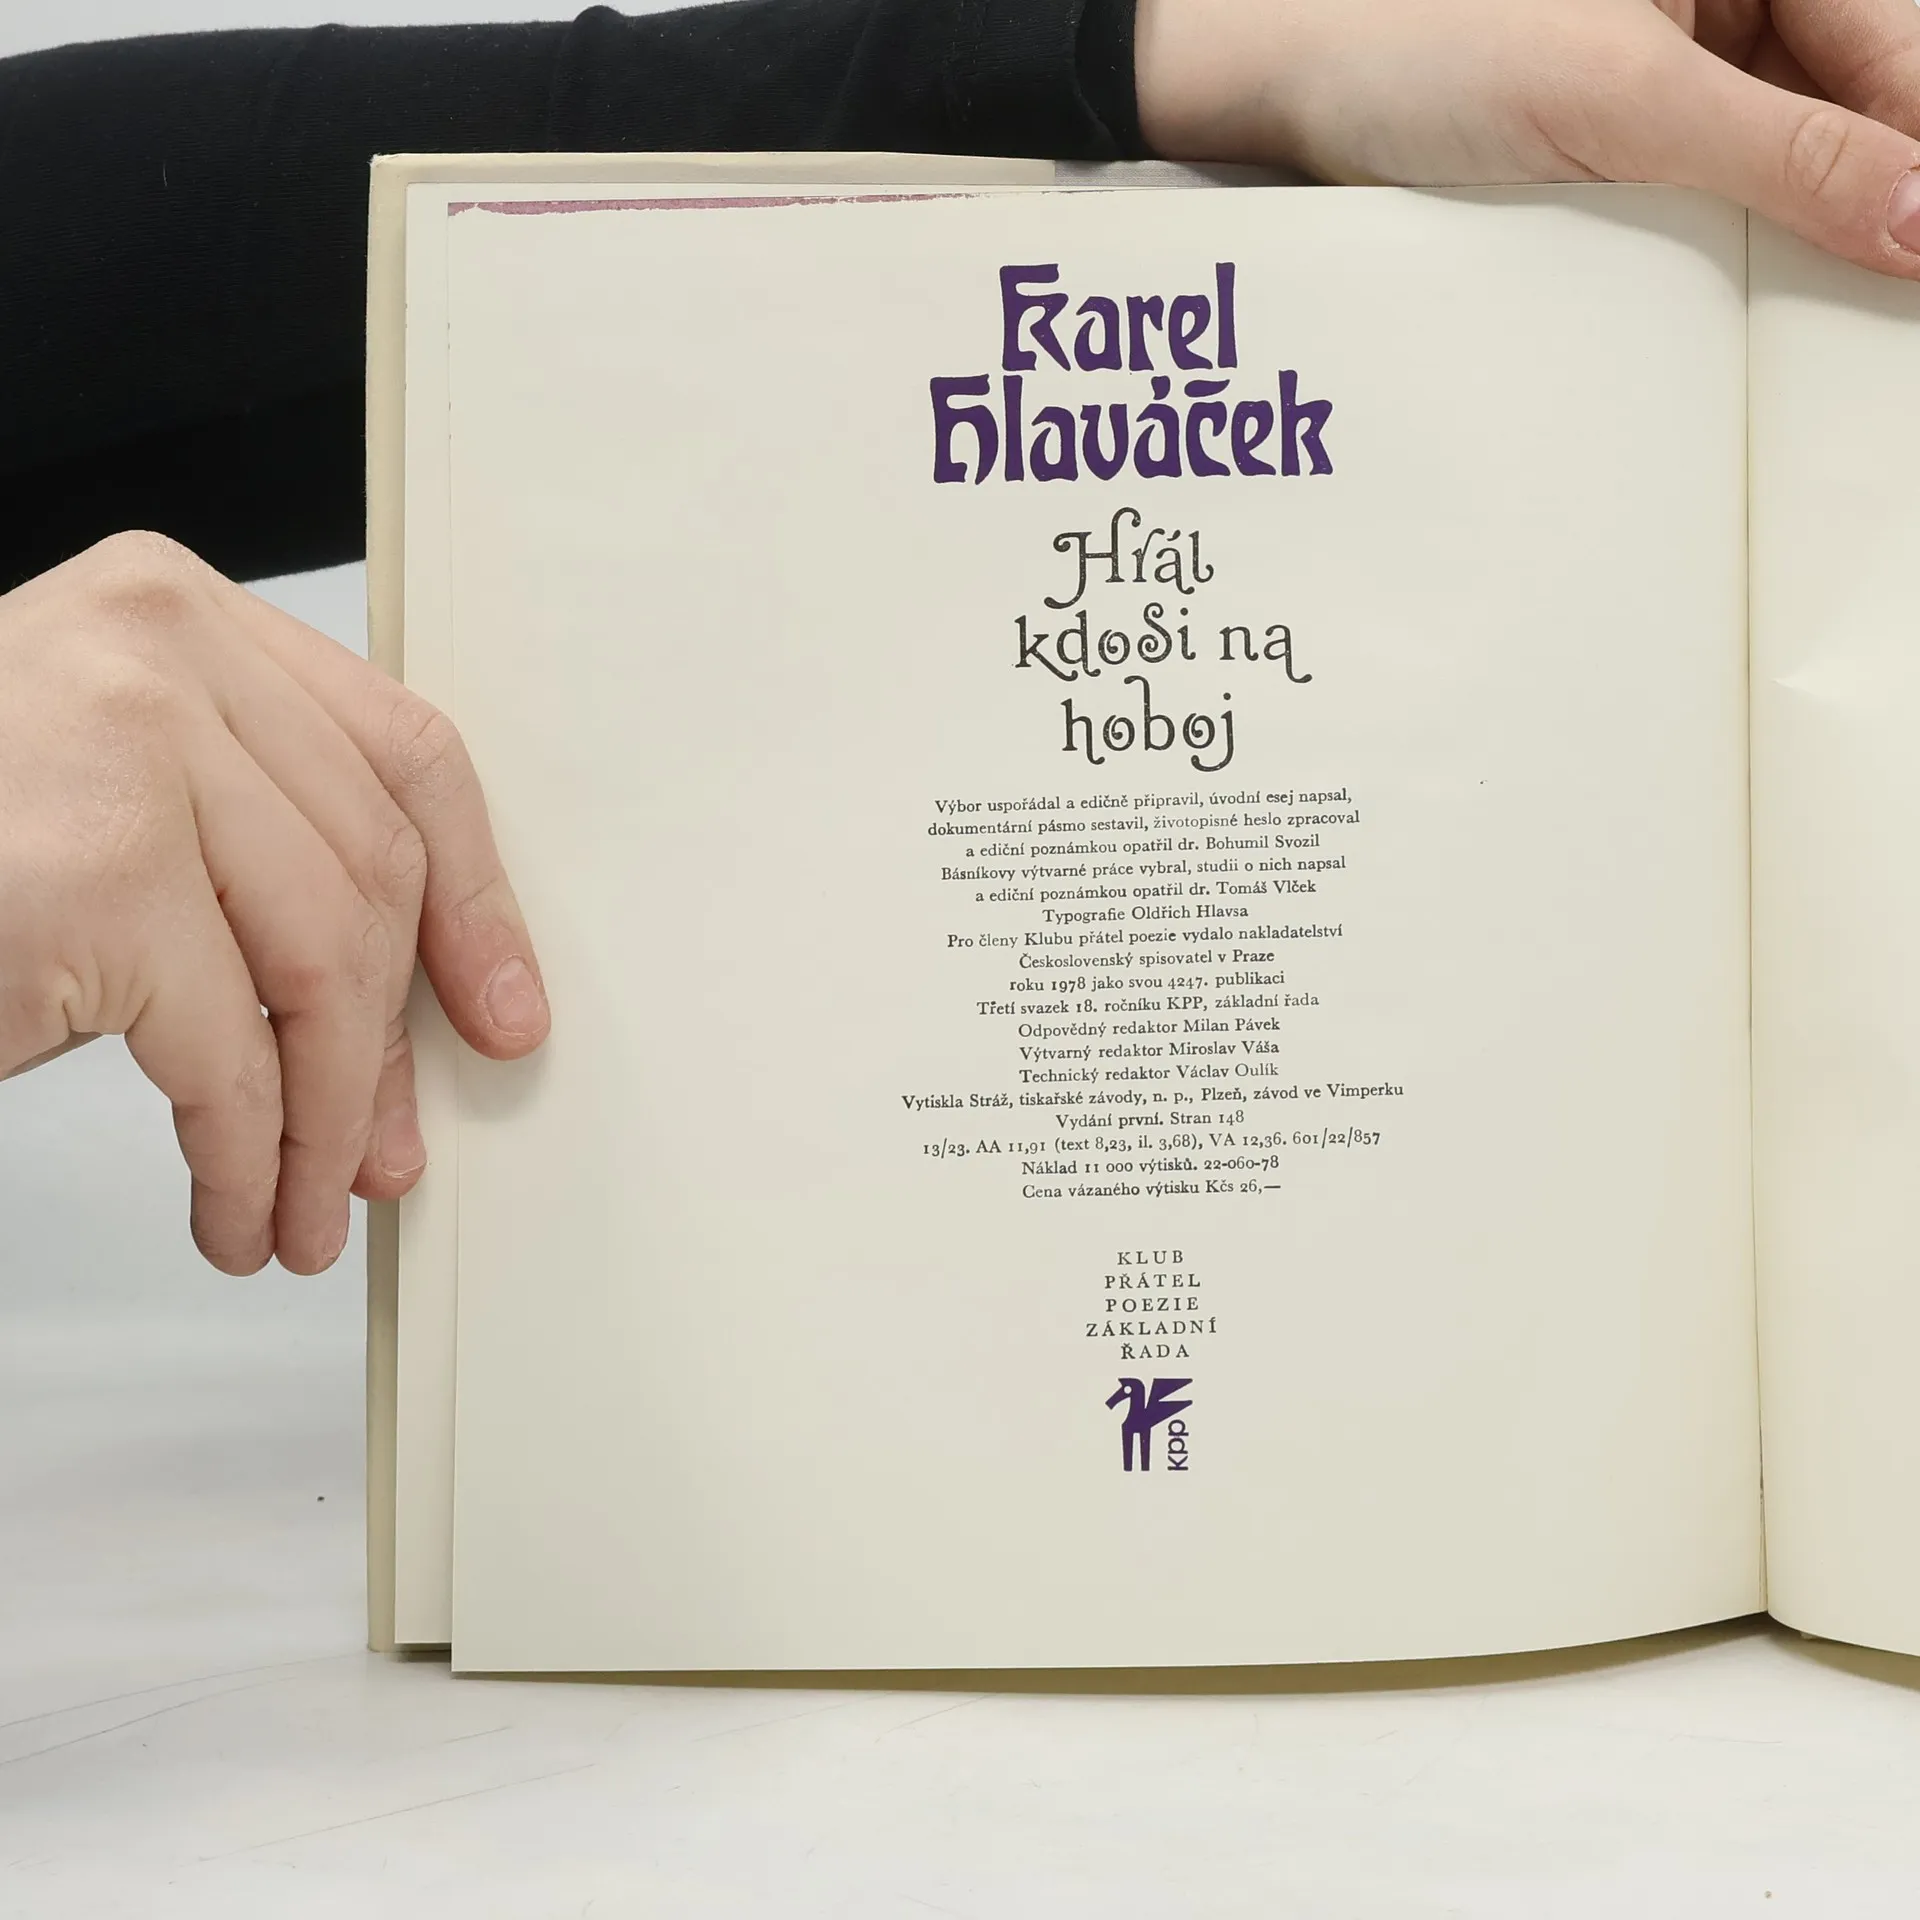 Karel
Hlaváček
Hrál
kdosi na
hoboj
Výbor uspořádal a edičně připravil, úvodní esej napsal,
dokumentární pásmo sestavil, životopisné heslo zpracoval
a ediční poznámkou opatřil dr. Bohumil Svozil
Básníkovy výtvarné práce vybral, studii o nich napsal
a ediční poznámkou opatřil dr. Tomáš Vlček
Typografie Oldřich Hlavsa
Pro členy Klubu přátel poezie vydalo nakladatelství
Československý spisovatel v Praze
roku 1978 jako svou 4247. publikaci
Třetí svazek 18. ročníku KPP, základní řada
Odpovědný redaktor Milan Pávek
Výtvarný redaktor Miroslav Váša
Technický redaktor Václav Oulík
Vytiskla Stráž, tiskařské závody, n. p., Plzeň, závod ve Vimperku
Vydání první. Stran 148
13/23. AA 11,91 (text 8,23, il. 3,68), VA 12,36. 601/22/857
Náklad 11 000 výtisků. 22-060-78
Cena vázaného výtisku Kčs 26,—
KLUB
PŘÁTEL
POEZIE
ZÁKLADNÍ
ŘADA
kpp